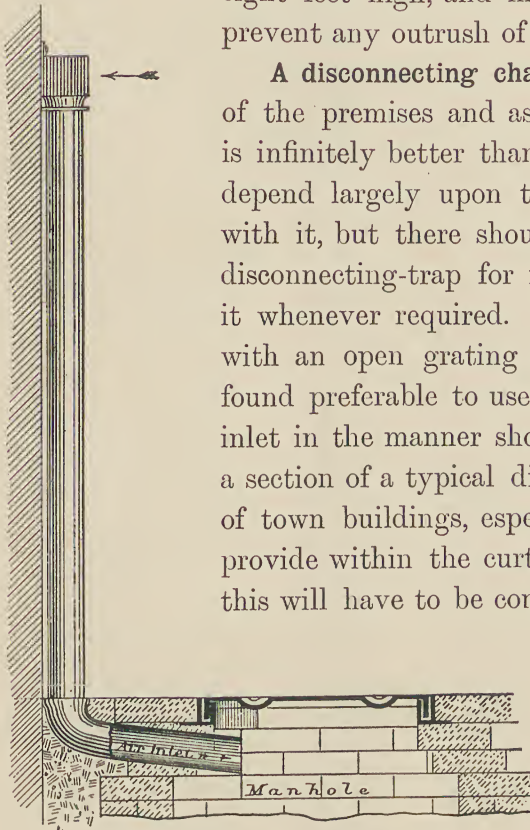 eight feet high, and
prevent any outrush of
A disconnecting cha
of the premises and as
is infinitely better than
depend largely upon t
with it, but there shou
disconnecting-trap for
it whenever required.
with an open grating
found preferable to use
inlet in the manner sho
a section of a typical di
of town buildings, espe
provide within the curt
this will have to be con
Air Inlet
Manhole